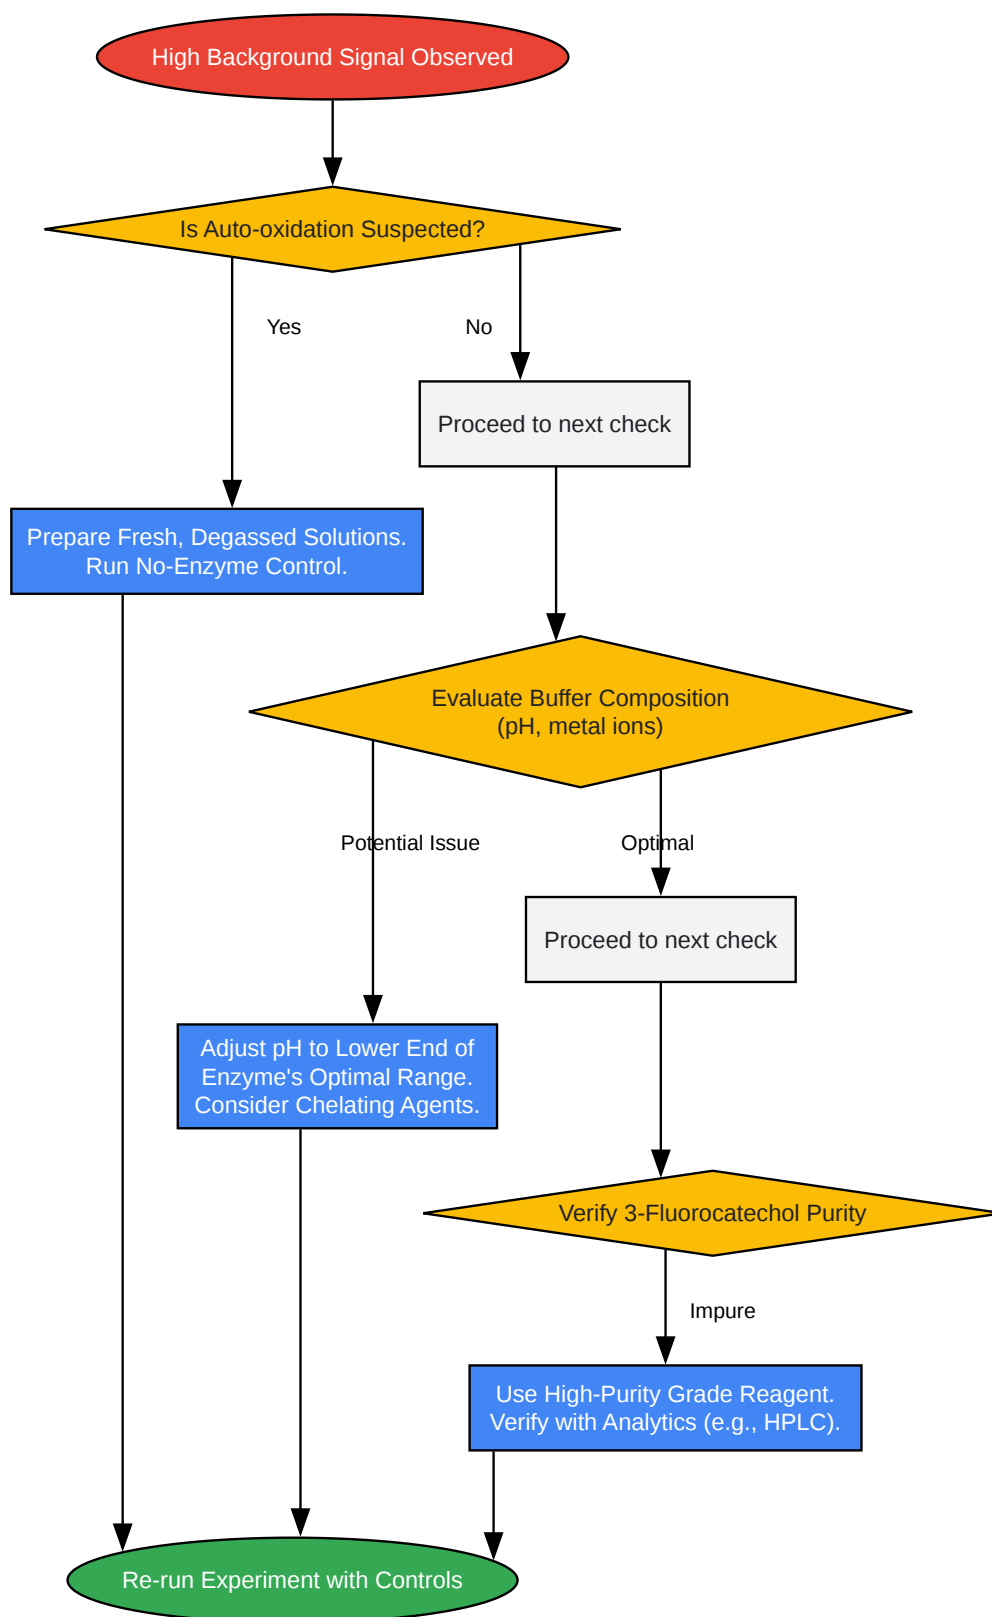 High Background Signal Observed
Is Auto-oxidation Suspected?
Yes
No
Proceed to next check
Prepare Fresh, Degassed Solutions.
Run No-Enzyme Control.
Evaluate Buffer Composition
(pH, metal ions)
Potential Issue
Optimal
Proceed to next check
Adjust pH to Lower End of
Enzyme's Optimal Range.
Consider Chelating Agents.
Verify 3-Fluorocatechol Purity
Impure
Use High-Purity Grade Reagent.
Verify with Analytics (e.g., HPLC).
Re-run Experiment with Controls